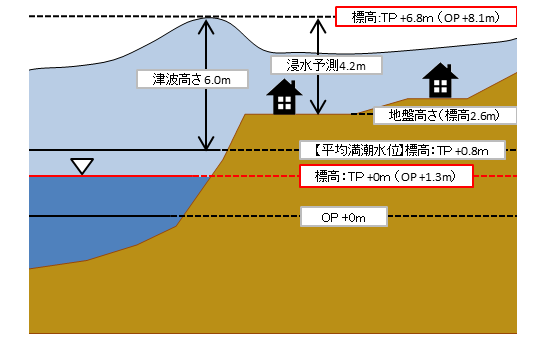 標高:TP +6.8m（OP +8.1m）
津波高さ6.0m
浸水予測4.2m
地盤高さ（標高2.6m）
【平均満潮水位】標高：TP +0.8m
標高：TP +0m（OP +1.3m）
OP +0m